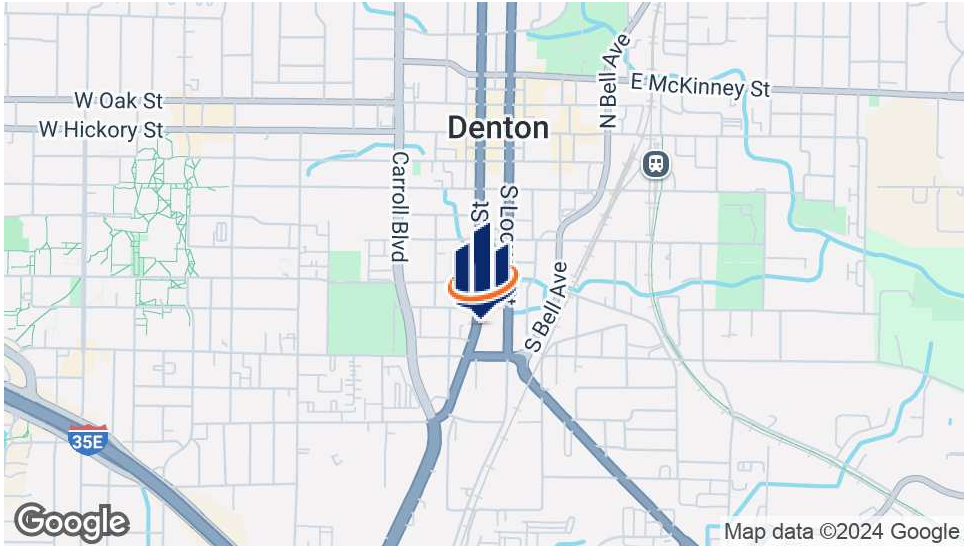 W Oak St
W Hickory St
Denton
E McKinney St
N Bell Ave
Carroll Blvd
St
S Loc
S Bell Ave
35E
Google
Map data ©2024 Google